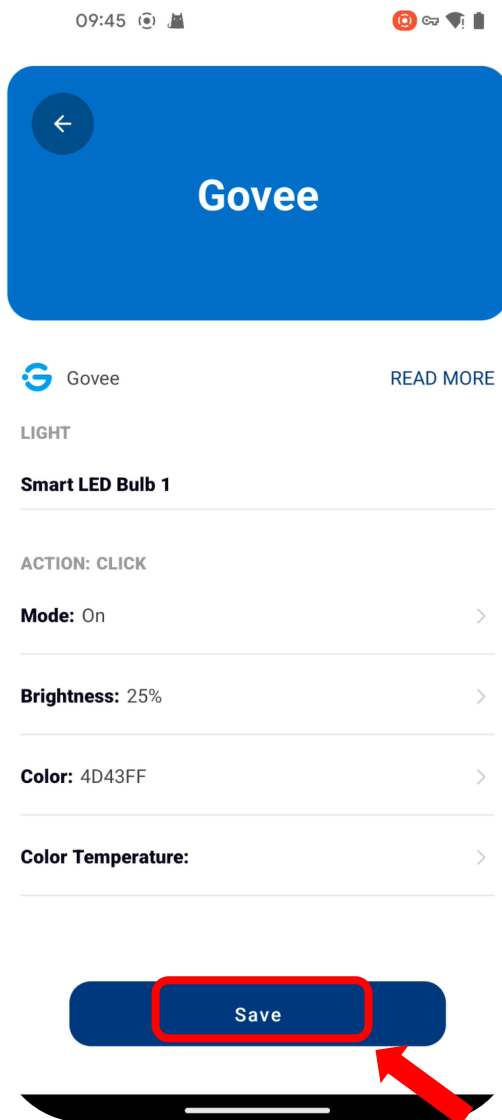 09:45
Govee
Govee READ MORE
LIGHT
Smart LED Bulb 1
ACTION: CLICK
Mode: On
Brightness: 25%
Color: 4D43FF
Color Temperature:
Save